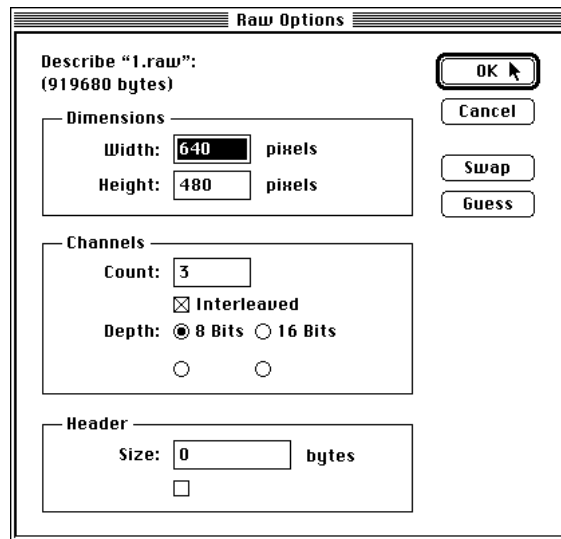 Raw Options
Describe “1.raw”:
(919680 bytes)
OK
Cancel
Swap
Guess
Dimensions
Width: 640 pixels
Height: 480 pixels
Channels
Count: 3
Interleaved
Depth: 8 Bits 16 Bits
Header
Size: 0 bytes